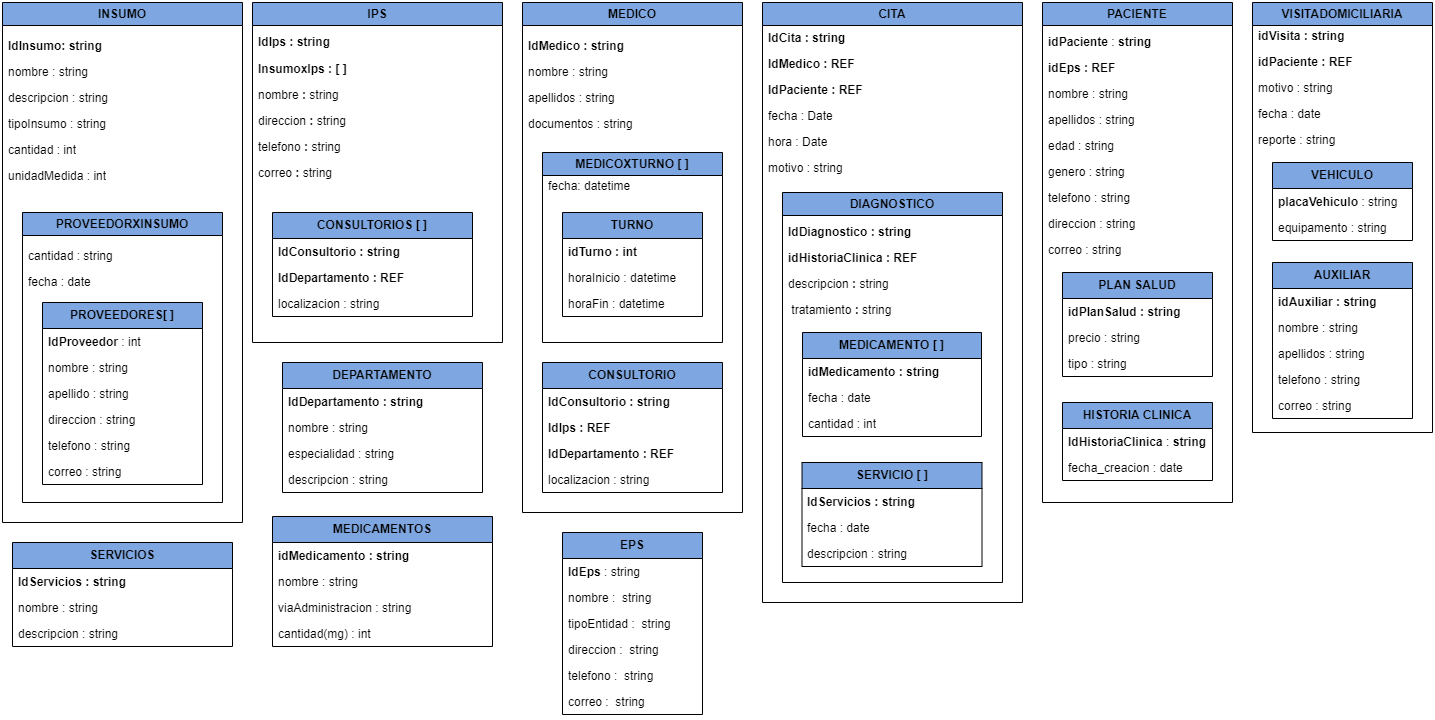 INSUMO
IdInsumo: string
nombre : string
descripcion : string
tipoInsumo : string
cantidad : int
unidadMedida : int
PROVEEDORXINSUMO
cantidad : string
fecha : date
PROVEEDORES[ ]
IdProveedor : int
nombre : string
apellido : string
direccion : string
telefono : string
correo : string
SERVICIOS
IdServicios : string
nombre : string
descripcion : string
IPS
IdIps : string
InsumoxIps : [ ]
nombre : string
direccion : string
telefono : string
correo : string
CONSULTORIOS [ ]
IdConsultorio : string
IdDepartamento : REF
localizacion : string
DEPARTAMENTO
IdDepartamento : string
nombre : string
especialidad : string
descripcion : string
MEDICAMENTOS
idMedicamento : string
nombre : string
viaAdministracion : string
cantidad(mg) : int
MEDICO
IdMedico : string
nombre : string
apellidos : string
documentos : string
MEDICOXTURNO [ ]
fecha: datetime
TURNO
idTurno : int
horaInicio : datetime
horaFin : datetime
CONSULTORIO
IdConsultorio : string
IdIps : REF
IdDepartamento : REF
localizacion : string
EPS
IdEps : string
nombre :  string
tipoEntidad :  string
direccion :  string
telefono :  string
correo :  string
CITA
IdCita : string
IdMedico : REF
IdPaciente : REF
fecha : Date
hora : Date
motivo : string
DIAGNOSTICO
IdDiagnostico : string
idHistoriaClinica : REF
descripcion : string
tratamiento : string
MEDICAMENTO [ ]
idMedicamento : string
fecha : date
cantidad : int
SERVICIO [ ]
IdServicios : string
fecha : date
descripcion : string
PACIENTE
idPaciente : string
idEps : REF
nombre : string
apellidos : string
edad : string
genero : string
telefono : string
direccion : string
correo : string
PLAN SALUD
idPlanSalud : string
precio : string
tipo : string
HISTORIA CLINICA
IdHistoriaClinica : string
fecha_creacion : date
VISITADOMICILIARIA
idVisita : string
idPaciente : REF
motivo : string
fecha : date
reporte : string
VEHICULO
placaVehiculo : string
equipamento : string
AUXILIAR
idAuxiliar : string
nombre : string
apellidos : string
telefono : string
correo : string